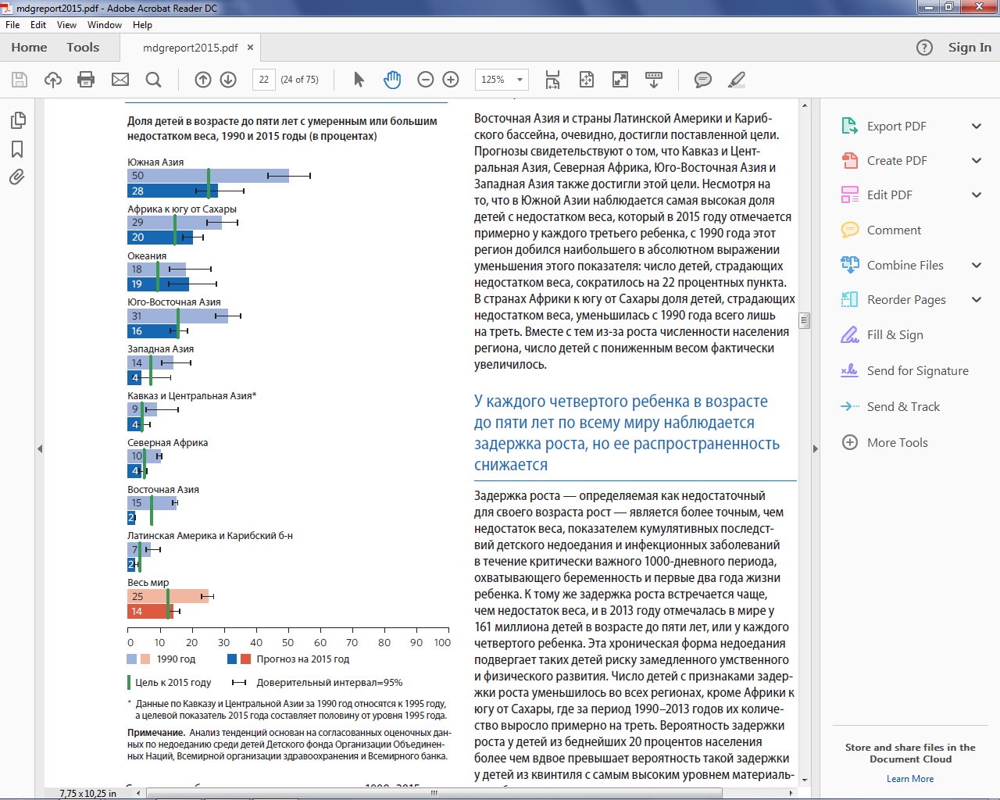 mdgreport2015.pdf - Adobe Acrobat Reader DC
File Edit View Window Help
Home Tools mdgreport2015.pdf × Sign In
22 (24 of 75) 125%
Доля детей в возрасте до пяти лет с умеренным или большим
недостатком веса, 1990 и 2015 годы (в процентах)
Южная Азия
50
28
Африка к югу от Сахары
29
20
Океания
18
19
Юго-Восточная Азия
31
16
Западная Азия
14
4
Кавказ и Центральная Азия*
9
4
Северная Африка
10
4
Восточная Азия
15
2
Латинская Америка и Карибский б-н
7
2
Весь мир
25
14
0 10 20 30 40 50 60 70 80 90 100
1990 год Прогноз на 2015 год
Цель к 2015 году Доверительный интервал=95%
* Данные по Кавказу и Центральной Азии за 1990 год относятся к 1995 году,
а целевой показатель 2015 года составляет половину от уровня 1995 года.
Примечание. Анализ тенденций основан на согласованных оценочных дан-
ных по недоеданию среди детей Детского фонда Организации Объединен-
ных Наций, Всемирной организации здравоохранения и Всемирного банка.
Восточная Азия и страны Латинской Америки и Кариб-
ского бассейна, очевидно, достигли поставленной цели.
Прогнозы свидетельствуют о том, что Кавказ и Цент-
ральная Азия, Северная Африка, Юго-Восточная Азия и
Западная Азия также достигли этой цели. Несмотря на
то, что в Южной Азии наблюдается самая высокая доля
детей с недостатком веса, который в 2015 году отмечается
примерно у каждого третьего ребенка, с 1990 года этот
регион добился наибольшего в абсолютном выражении
уменьшения этого показателя: число детей, страдающих
недостатком веса, сократилось на 22 процентных пункта.
В странах Африки к югу от Сахары доля детей, страдающих
недостатком веса, уменьшилась с 1990 года всего лишь
на треть. Вместе с тем из-за роста численности населения
региона, число детей с пониженным весом фактически
увеличилось.
У каждого четвертого ребенка в возрасте
до пяти лет по всему миру наблюдается
задержка роста, но ее распространенность
снижается
Задержка роста — определяемая как недостаточный
для своего возраста рост — является более точным, чем
недостаток веса, показателем кумулятивных последст-
вий детского недоедания и инфекционных заболеваний
в течение критически важного 1000-дневного периода,
охватывающего беременность и первые два года жизни
ребенка. К тому же задержка роста встречается чаще,
чем недостаток веса, и в 2013 году отмечалась в мире у
161 миллиона детей в возрасте до пяти лет, или у каждого
четвертого ребенка. Эта хроническая форма недоедания
подвергает таких детей риску замедленного умственного
и физического развития. Число детей с признаками задер-
жки роста уменьшилось во всех регионах, кроме Африки к
югу от Сахары, где за период 1990–2013 годов их количе-
ство выросло примерно на треть. Вероятность задержки
роста у детей из беднейших 20 процентов населения
более чем вдвое превышает вероятность такой задержки
у детей из квинтиля с самым высоким уровнем материаль-
Export PDF
Create PDF
Edit PDF
Comment
Combine Files
Reorder Pages
Fill & Sign
Send for Signature
Send & Track
More Tools
Store and share files in the
Document Cloud
Learn More
7,75 x 10,25 in